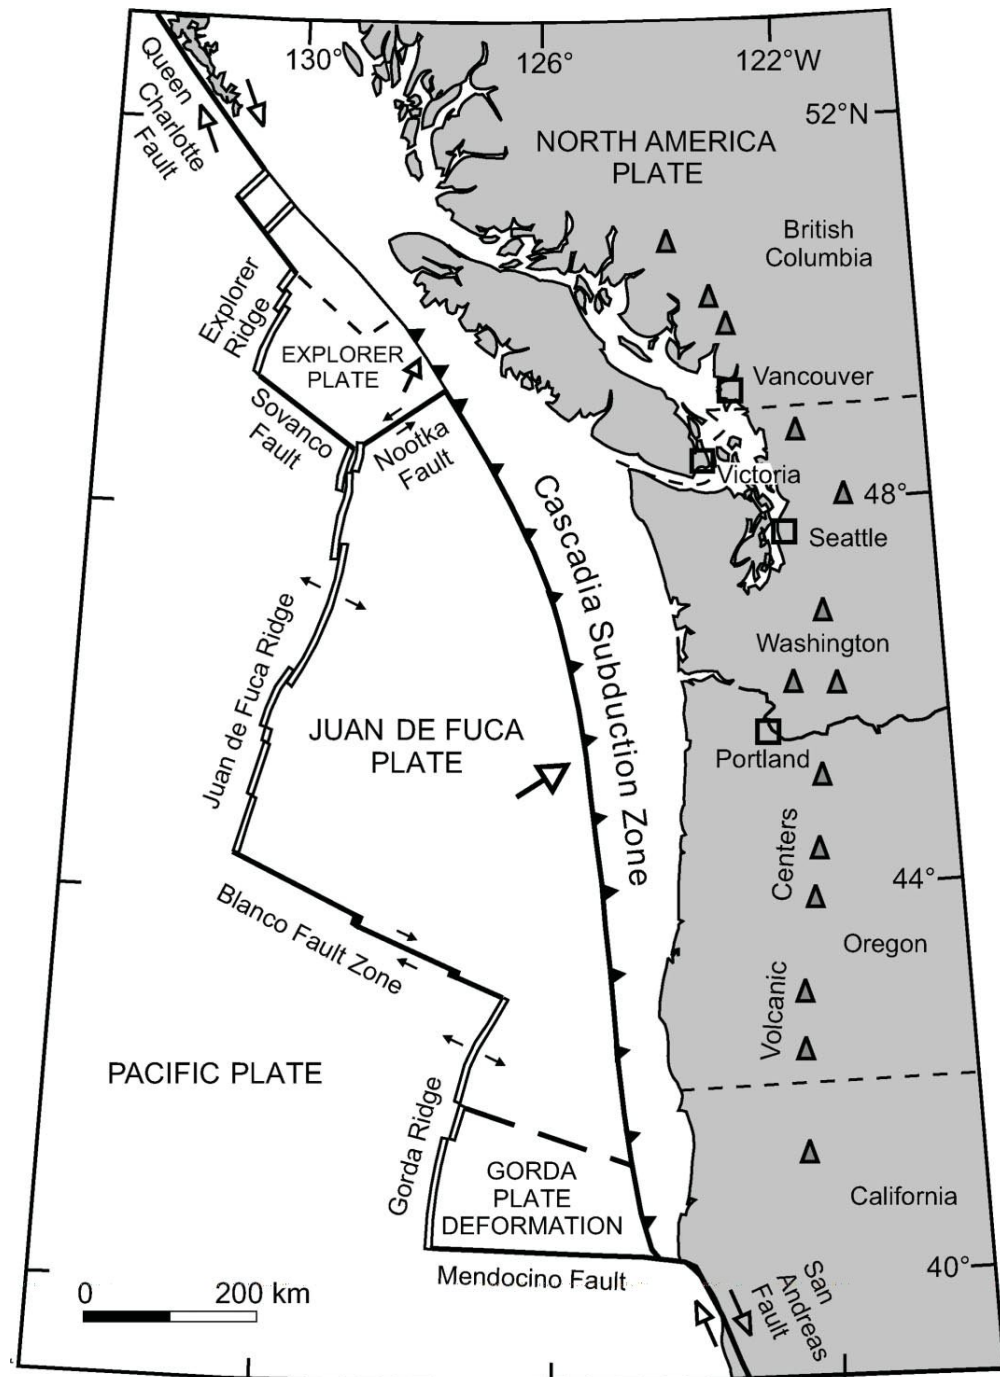 130°
126°
122°W
52°N
Queen
Charlotte
Fault
NORTH AMERICA
PLATE
British
Columbia
Explorer
Ridge
EXPLORER
PLATE
Vancouver
Sovanco
Fault
Nootka
Fault
Victoria
48°
Seattle
Cascadia Subduction Zone
Washington
Juan de Fuca Ridge
JUAN DE FUCA
PLATE
Portland
Volcanic Centers
44°
Blanco Fault Zone
Oregon
PACIFIC PLATE
Gorda Ridge
GORDA
PLATE
DEFORMATION
California
Mendocino Fault
40°
San
Andreas
Fault
0 200 km